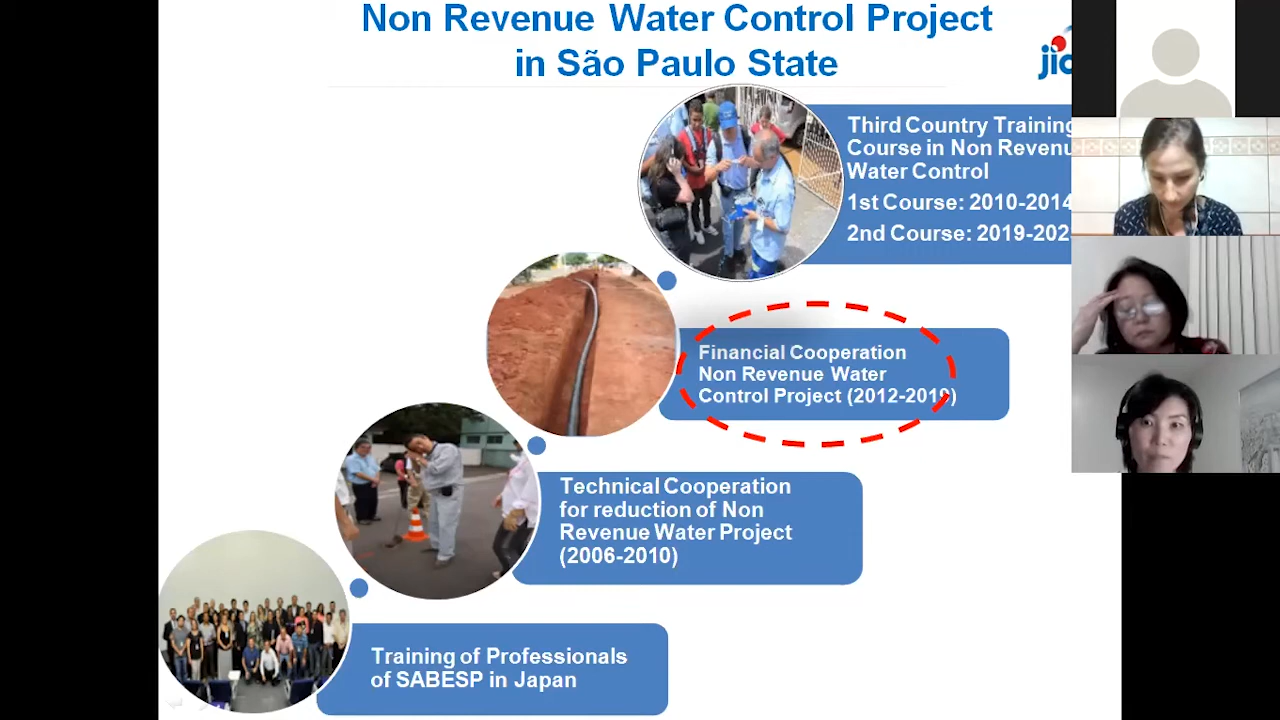 Non Revenue Water Control Project
in São Paulo State
Third Country Training
Course in Non Revenu
Water Control
1st Course: 2010-2014
2nd Course: 2019-202
Financial Cooperation
Non Revenue Water
Control Project (2012-2019)
Technical Cooperation
for reduction of Non
Revenue Water Project
(2006-2010)
Training of Professionals
of SABESP in Japan